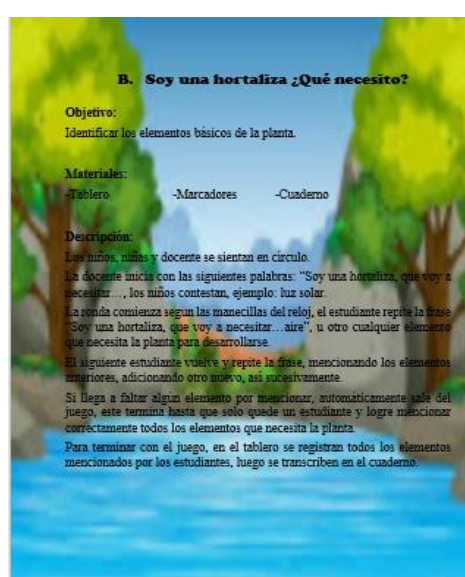 B. Soy una hortaliza ¿Qué necesito?
Objetivo:
Identificar los elementos básicos de la planta.
Materiales:
-Tablero -Marcadores -Cuaderno
Descripción:
Los niños, niñas y docente se sientan en círculo.
La docente inicia con las siguientes palabras: “Soy una hortaliza, que voy a
necesitar…, los niños contestan, ejemplo: luz solar.
La ronda comienza segun las manecillas del reloj, el estudiante repite la frase
“Soy una hortaliza, que voy a necesitar…aire”, u otro cualquier elemento
que necesita la planta para desarrollarse.
El siguiente estudiante vuelve y repite la frase, mencionando los elementos
anteriores, adicionando otro nuevo, asi sucesivamente.
Si llega a faltar algún elemento por mencionar, automáticamente sale del
juego, este termina hasta que solo quede un estudiante y logre mencionar
correctamente todos los elementos que necesita la planta.
Para terminar con el juego, en el tablero se registran todos los elementos
mencionados por los estudiantes, luego se transcriben en el cuaderno.